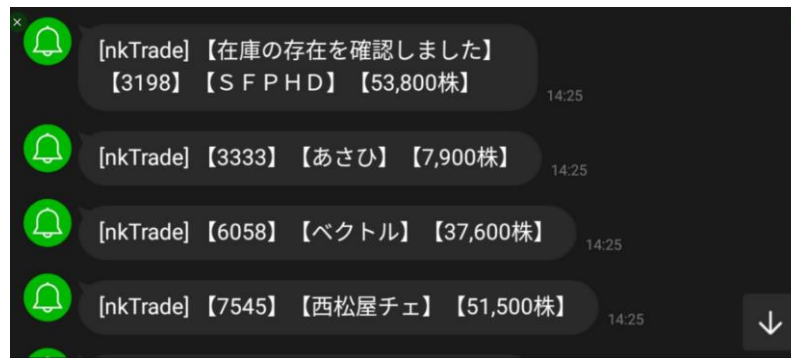 [nkTrade] 【在庫の存在を確認しました】
【3198】【ＳＦＰＨＤ】【53,800株】
14:25
[nkTrade] 【3333】【あさひ】【7,900株】
14:25
[nkTrade] 【6058】【ベクトル】【37,600株】
14:25
[nkTrade] 【7545】【西松屋チェ】【51,500株】
14:25